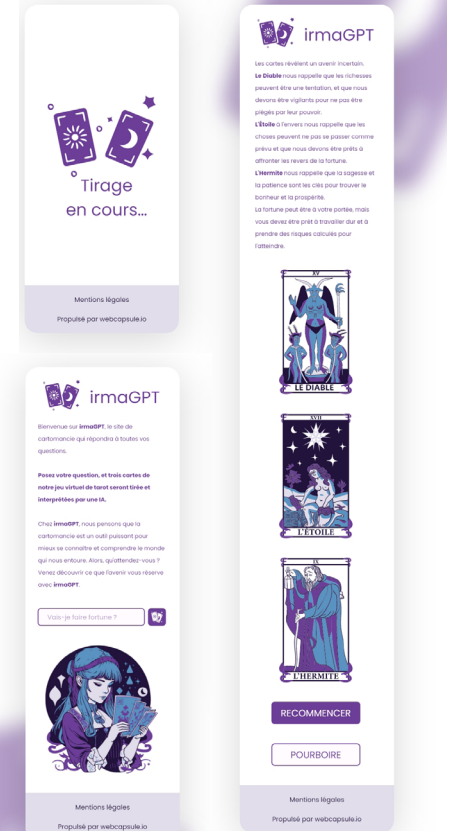 Tirage
en cours...
Mentions légales
Propulsé par webcapsule.io
irmaGPT
Bienvenue sur irmaGPT, le site de
cartomancie qui répondra à toutes vos
questions.
Posez votre question, et trois cartes de
notre jeu virtuel de tarot seront tirée et
interprétées par une IA.
Chez irmaGPT, nous pensons que la
cartomancie est un outil puissant pour
mieux se connaître et comprendre le monde
qui nous entoure. Alors, qu'attendez-vous ?
Venez découvrir ce que l'avenir vous réserve
avec irmaGPT.
Vais-je faire fortune ?
Mentions légales
Propulsé par webcapsule.io
irmaGPT
Les cartes révèlent un avenir incertain.
Le Diable nous rappelle que les richesses
peuvent être une tentation, et que nous
devons être vigilants pour ne pas être
piégés par leur pouvoir.
L'Étoile à l'envers nous rappelle que les
choses peuvent ne pas se passer comme
prévu et que nous devons être prêts à
affronter les revers de la fortune.
L'Hermite nous rappelle que la sagesse et
la patience sont les clés pour trouver le
bonheur et la prospérité.
La fortune peut être à votre portée, mais
vous devez être prêt à travailler dur et à
prendre des risques calculés pour
l'atteindre.
XV
LE DIABLE
XVII
L'ÉTOILE
IX
L'HERMITE
RECOMMENCER
POURBOIRE
Mentions légales
Propulsé par webcapsule.io